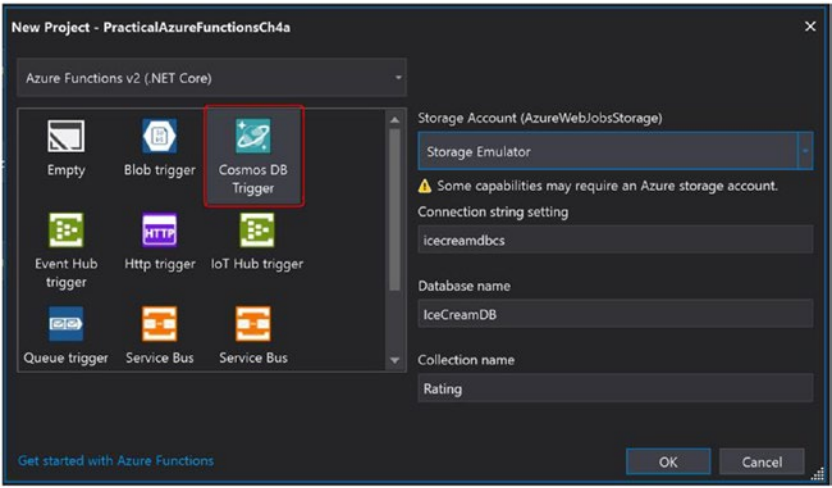 New Project - PracticalAzureFunctionsCh4a
Azure Functions v2 (.NET Core)
Empty
Blob trigger
Cosmos DB
Trigger
Event Hub
trigger
HTTP
Http trigger
IoT Hub trigger
Queue trigger
Service Bus
Service Bus
Storage Account (AzureWebJobsStorage)
Storage Emulator
Some capabilities may require an Azure storage account.
Connection string setting
icecreamdbcs
Database name
IceCreamDB
Collection name
Rating
Get started with Azure Functions
OK
Cancel